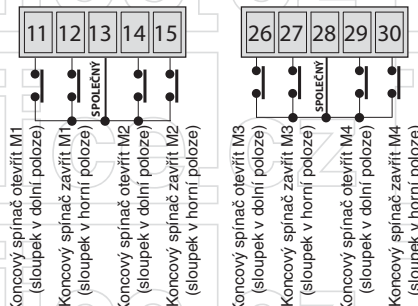 11 12 13 14 15
SPOLEČNÝ
Koncový spínač otevřít M1
(sloupek v dolní poloze)
Koncový spínač zavřít M1
(sloupek v horní poloze)
Koncový spínač otevřít M2
(sloupek v dolní poloze)
Koncový spínač zavřít M2
(sloupek v horní poloze)
26 27 28 29 30
SPOLEČNÝ
Koncový spínač otevřít M3
(sloupek v dolní poloze)
Koncový spínač zavřít M3
(sloupek v horní poloze)
Koncový spínač otevřít M4
(sloupek v dolní poloze)
Koncový spínač zavřít M4
(sloupek v horní poloze)